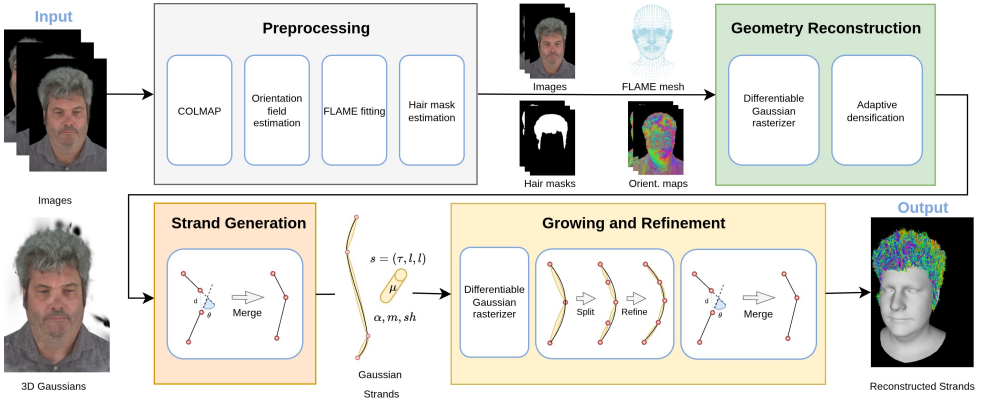 Input
Images
Preprocessing
COLMAP
Orientation
field
estimation
FLAME fitting
Hair mask
estimation
Images
FLAME mesh
Hair masks
Orient. maps
Geometry Reconstruction
Differentiable
Gaussian
rasterizer
Adaptive
densification
3D Gaussians
Strand Generation
d
θ
Merge
s = (τ, l, l)
μ
α, m, sh
Gaussian
Strands
Growing and Refinement
Differentiable
Gaussian
rasterizer
Split
Refine
d
θ
Merge
Output
Reconstructed Strands